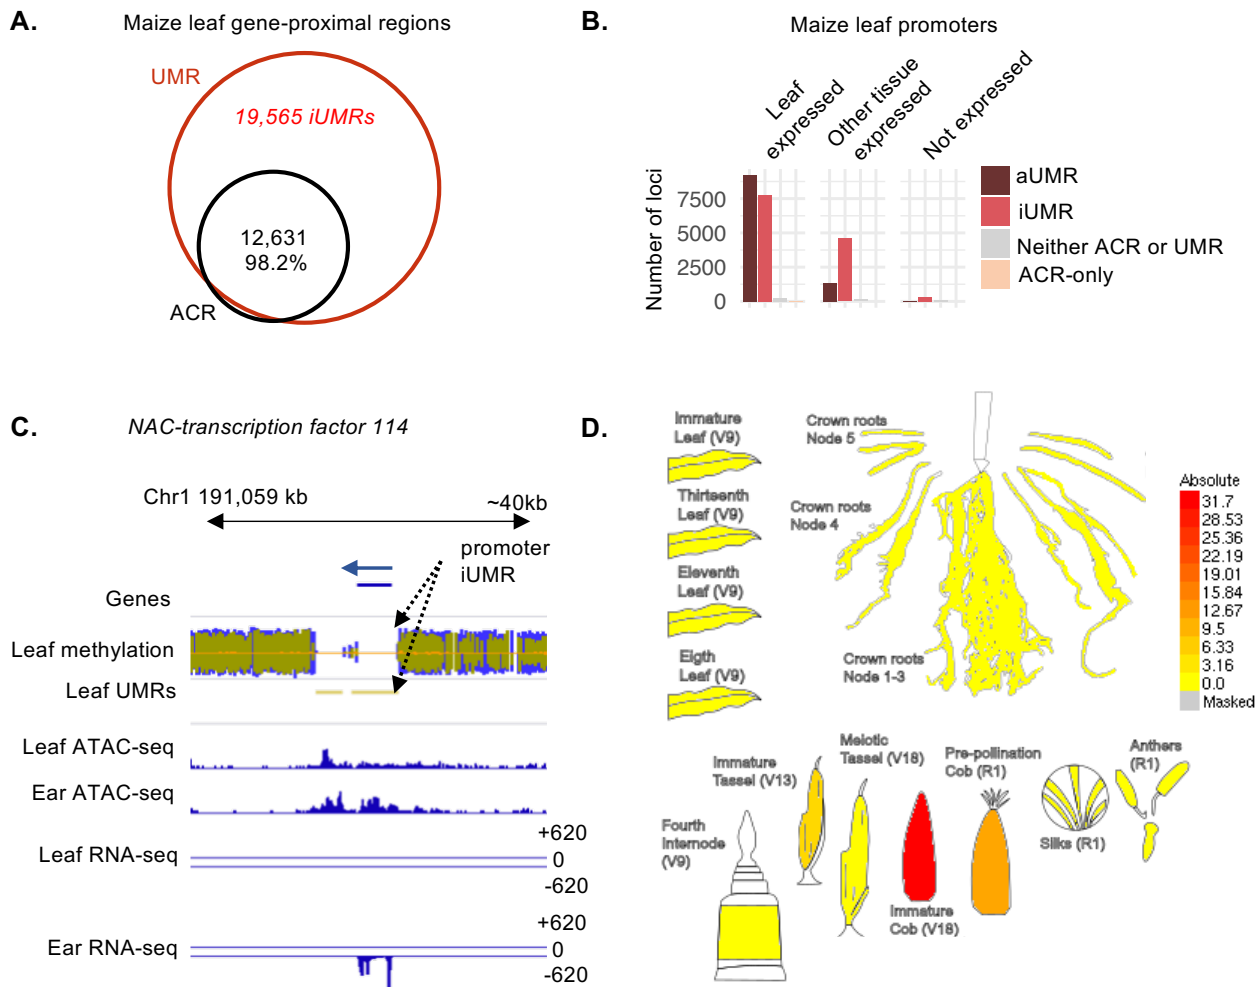 A.
Maize leaf gene-proximal regions
UMR
19,565 iUMRs
12,631
98.2%
ACR
B.
Maize leaf promoters
Leaf
expressed
Other tissue
expressed
Not expressed
Number of loci
7500
5000
2500
0
aUMR
iUMR
Neither ACR or UMR
ACR-only
C.
NAC-transcription factor 114
Chr1 191,059 kb
~40kb
promoter
iUMR
Genes
Leaf methylation
Leaf UMRs
Leaf ATAC-seq
Ear ATAC-seq
Leaf RNA-seq
+620
0
-620
Ear RNA-seq
+620
0
-620
D.
Immature
Leaf (V9)
Thirteenth
Leaf (V9)
Eleventh
Leaf (V9)
Eigth
Leaf (V9)
Crown roots
Node 5
Crown roots
Node 4
Crown roots
Node 1-3
Absolute
31.7
28.53
25.36
22.19
19.01
15.84
12.67
9.5
6.33
3.16
0.0
Masked
Fourth
Internode
(V9)
Immature
Tassel (V13)
Meiotic
Tassel (V18)
Immature
Cob (V18)
Pre-pollination
Cob (R1)
Silks (R1)
Anthers
(R1)